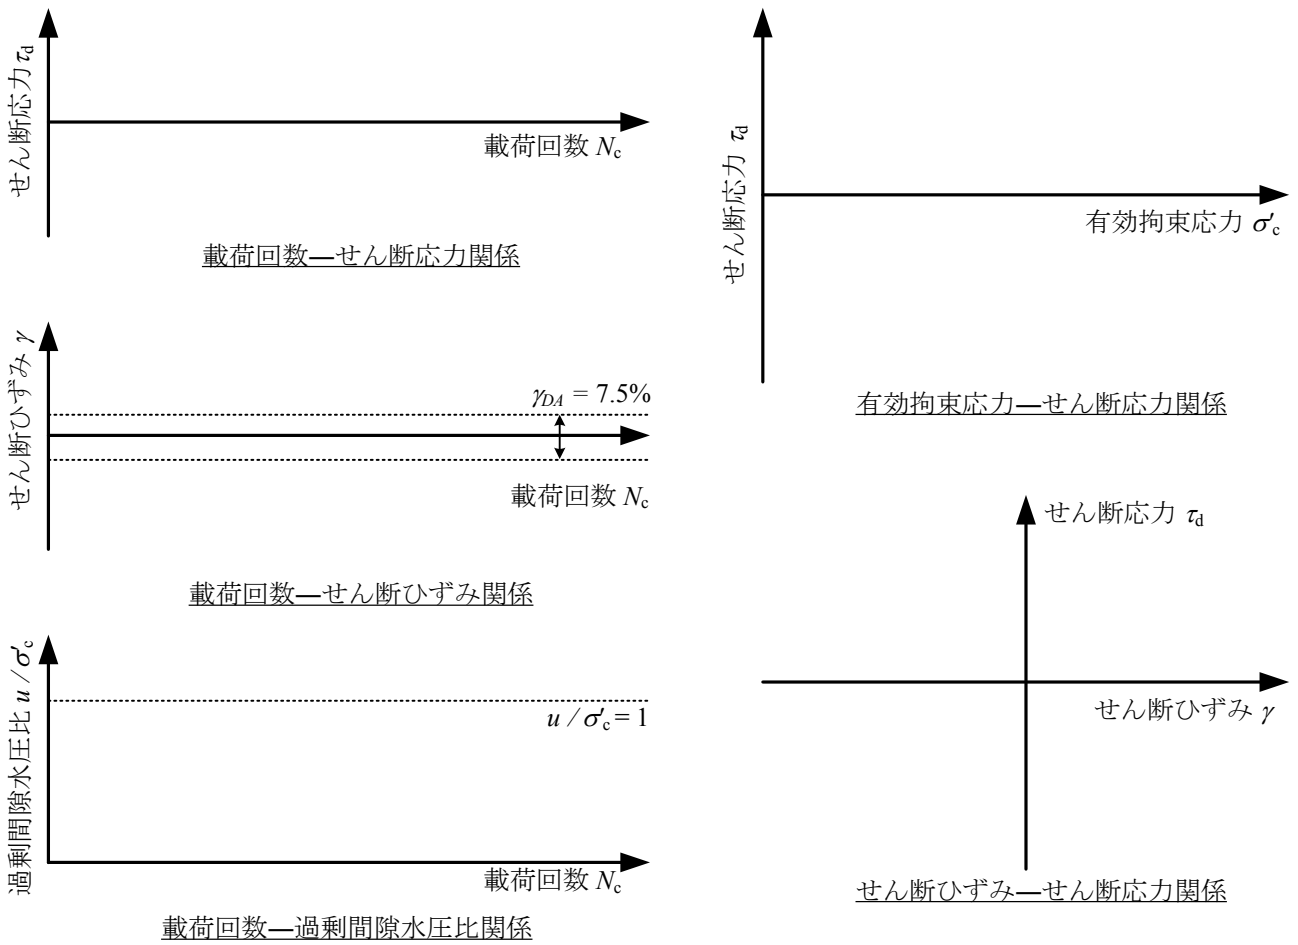 せん断応力 τd
載荷回数 Nc
載荷回数―せん断応力関係
せん断ひずみ γ
γDA = 7.5%
載荷回数 Nc
載荷回数―せん断ひずみ関係
過剰間隙水圧比 u / σ'c
u / σ'c = 1
載荷回数 Nc
載荷回数―過剰間隙水圧比関係
せん断応力 τd
有効拘束応力 σ'c
有効拘束応力―せん断応力関係
せん断応力 τd
せん断ひずみ γ
せん断ひずみ―せん断応力関係